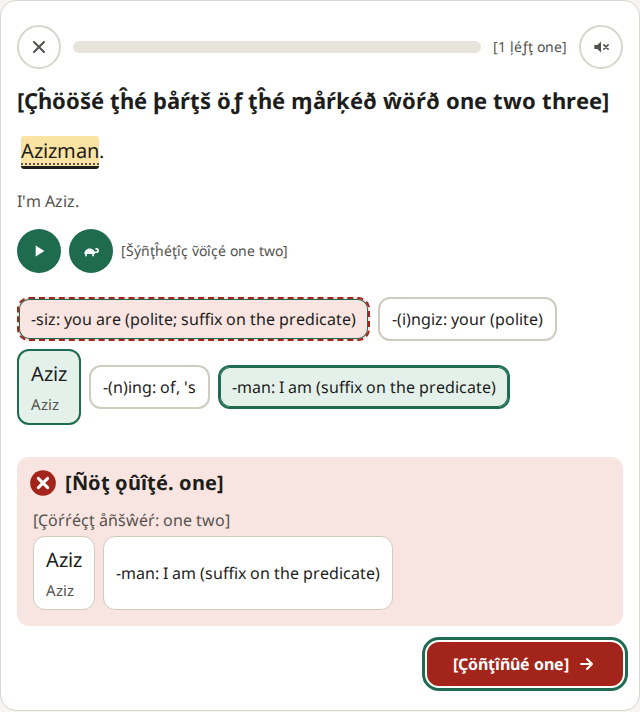 [1 ļéƒţ one]
[Çĥööšé ţĥé þåŕţš öƒ ţĥé ɱåŕķéð ŵöŕð one two three]
Azizman.
I'm Aziz.
[Šýñţĥéţîç ṽöîçé one two]
-siz: you are (polite; suffix on the predicate)
-(i)ngiz: your (polite)
Aziz
Aziz
-(n)ing: of, 's
-man: I am (suffix on the predicate)
[Ñöţ ǫûîţé. one]
[Çöŕŕéçţ åñšŵéŕ: one two]
Aziz
Aziz
-man: I am (suffix on the predicate)
[Çöñţîñûé one]